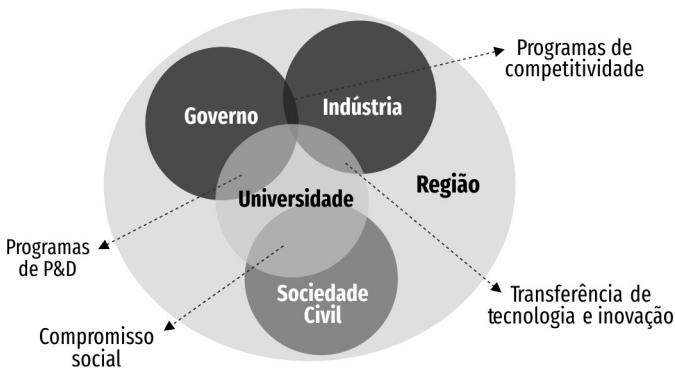 Programas de
competitividade
Governo
Indústria
Região
Universidade
Programas
de P&D
Sociedade
Civil
Transferência de
tecnologia e inovação
Compromisso
social